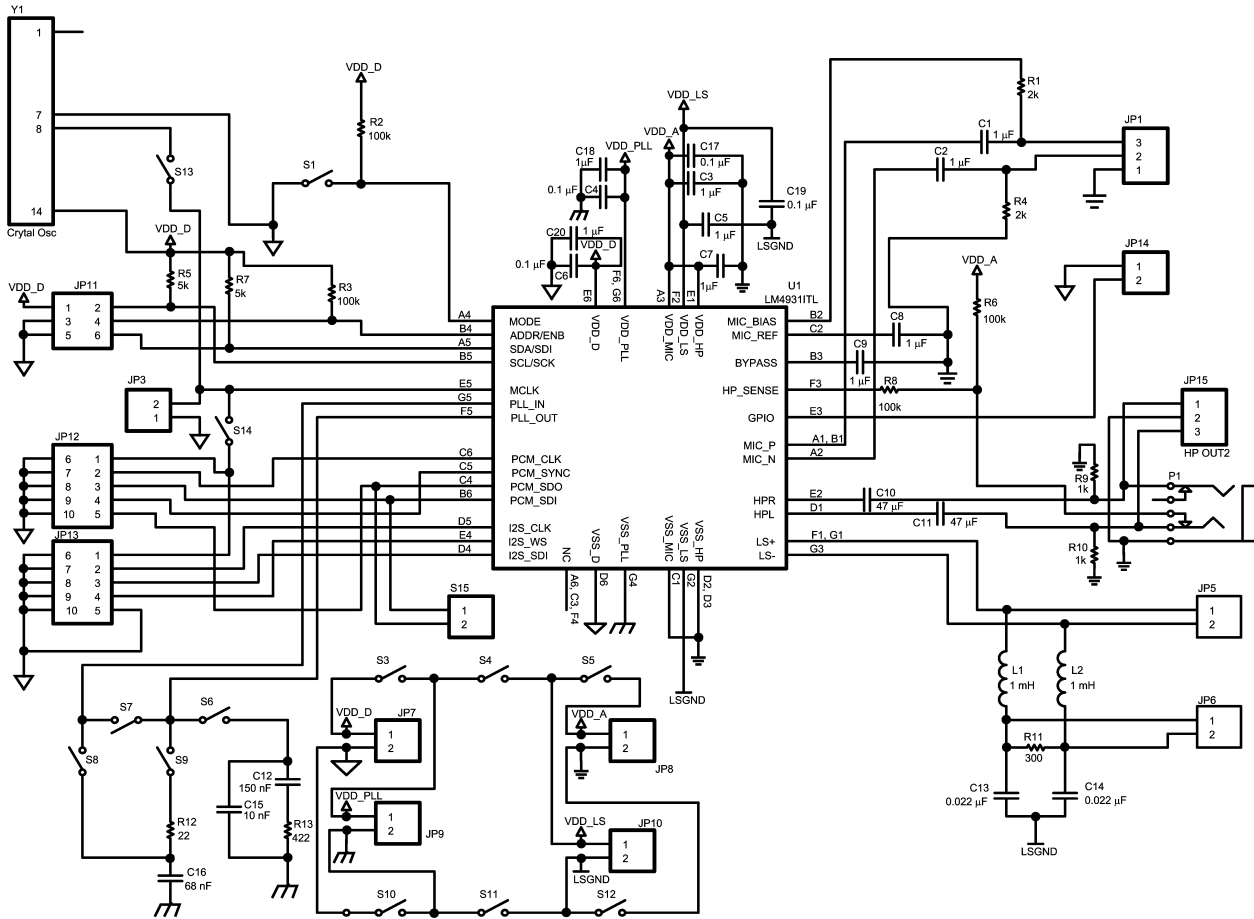 Y1
1
7
8
14
Crytal Osc
S13
VDD_D
R2
100k
S1
VDD_D
R5
5k
R7
5k
R3
100k
VDD_D
JP11
1 2
3 4
5 6
JP3
2
1
S14
JP12
6 1
7 2
8 3
9 4
10 5
JP13
6 1
7 2
8 3
9 4
10 5
C18
1µF
VDD_PLL
0.1 µF
C4
C20
1 µF
VDD_D
0.1 µF
C6
VDD_LS
VDD_A
C17
0.1 µF
C3
1 µF
C19
0.1 µF
C5
1 µF
LSGND
C7
1µF
E6
F6, G6
A3
F2
E1
U1
LM4931ITL
A4
B4
A5
B5
E5
G5
F5
C6
C5
C4
B6
D5
E4
D4
MODE
ADDR/ENB
SDA/SDI
SCL/SCK
MCLK
PLL_IN
PLL_OUT
PCM_CLK
PCM_SYNC
PCM_SDO
PCM_SDI
I2S_CLK
I2S_WS
I2S_SDI
VDD_D
VDD_PLL
VDD_MIC
VDD_LS
VDD_HP
MIC_BIAS
MIC_REF
BYPASS
HP_SENSE
GPIO
MIC_P
MIC_N
HPR
HPL
LS+
LS-
NC
VSS_D
VSS_PLL
VSS_MIC
VSS_LS
VSS_HP
A6, C3, F4
D6
G4
C1
G2
D2, D3
LSGND
B2
C2
B3
F3
E3
A1, B1
A2
E2
D1
F1, G1
G3
R1
2k
C1
1 µF
C2
1 µF
R4
2k
JP1
3
2
1
JP14
1
2
VDD_A
R6
100k
C8
1 µF
C9
1 µF
R8
100k
JP15
1
2
3
HP OUT2
P1
R9
1k
C10
47 µF
C11
47 µF
R10
1k
JP5
1
2
L1
1 mH
L2
1 mH
JP6
1
2
R11
300
C13
0.022 µF
C14
0.022 µF
LSGND
S15
1
2
S7
S6
S8
S9
C12
150 nF
C15
10 nF
R12
22
R13
422
C16
68 nF
S3
S4
S5
VDD_D
JP7
1
2
VDD_A
1
2
JP8
VDD_PLL
1
2
JP9
VDD_LS
JP10
1
2
LSGND
S10
S11
S12